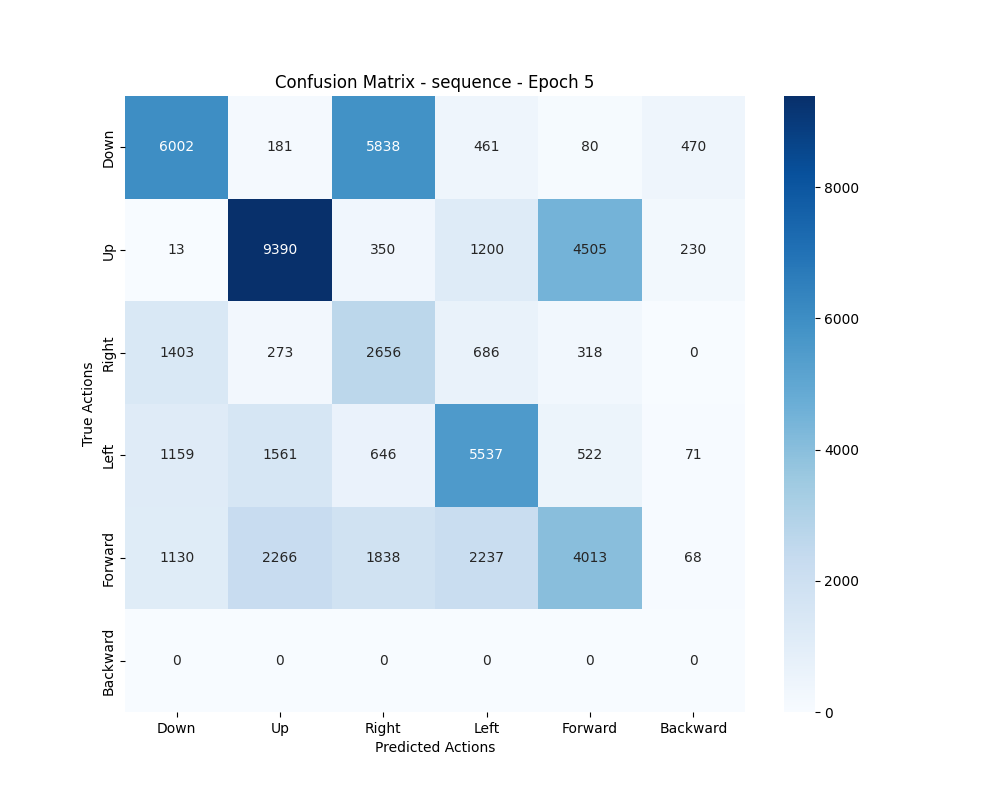 Confusion Matrix - sequence - Epoch 5
True Actions
Down 6002 181 5838 461 80 470
Up 13 9390 350 1200 4505 230
Right 1403 273 2656 686 318 0
Left 1159 1561 646 5537 522 71
Forward 1130 2266 1838 2237 4013 68
Backward 0 0 0 0 0 0
Down Up Right Left Forward Backward
Predicted Actions
8000
6000
4000
2000
0